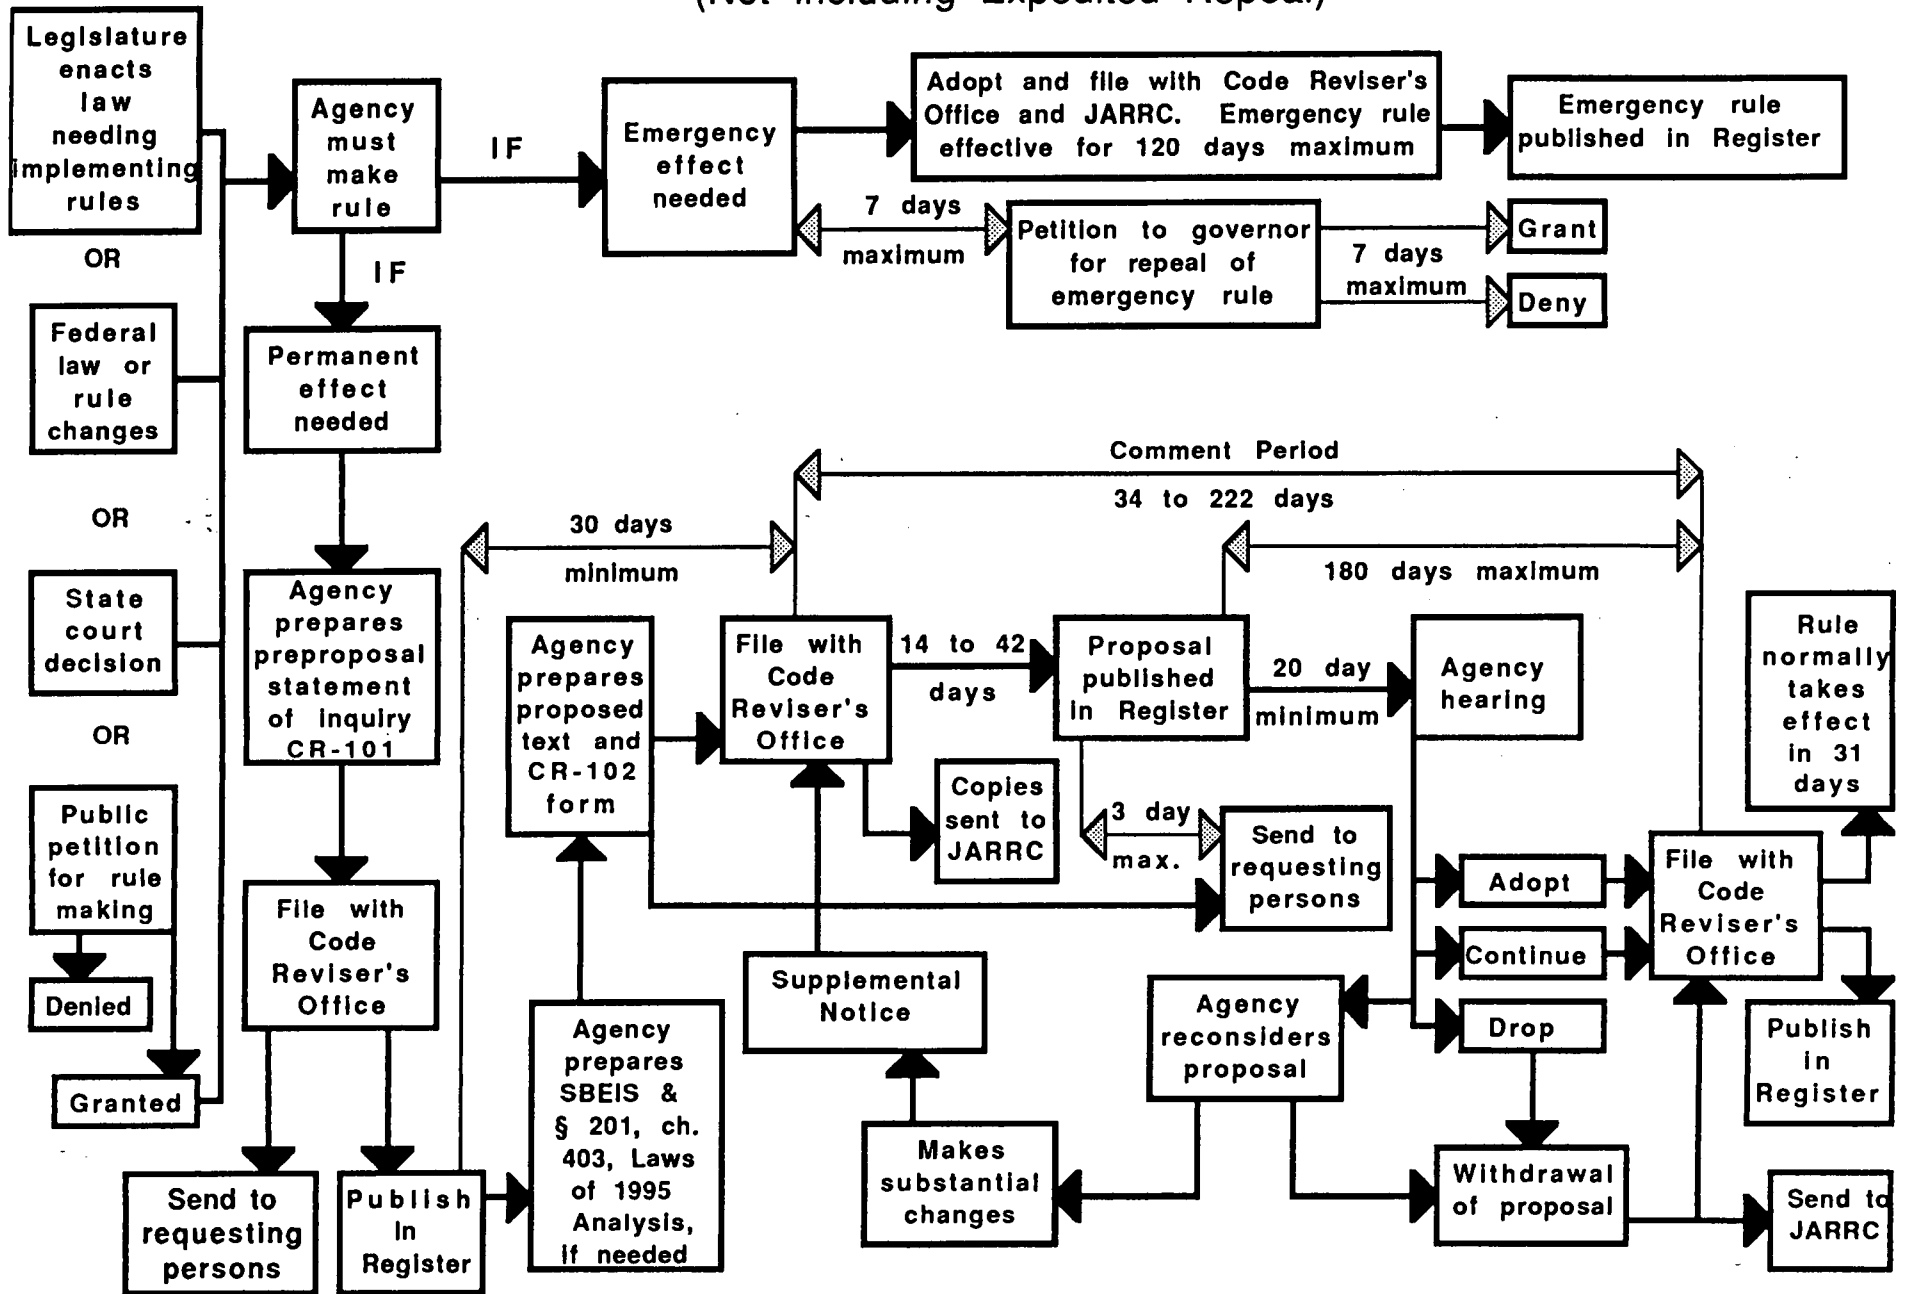 (Not Including Expedited Repeal)
Legislature
enacts
law
needing
implementing
rules
OR
Federal
law or
rule
changes
OR
State
court
decision
OR
Public
petition
for rule
making
Denied
Granted
Agency
must
make
rule
IF
IF
Emergency
effect
needed
Adopt and file with Code Reviser's
Office and JARRC. Emergency rule
effective for 120 days maximum
Emergency rule
published in Register
7 days
maximum
Petition to governor
for repeal of
emergency rule
7 days
maximum
Grant
Deny
Permanent
effect
needed
Agency
prepares
preproposal
statement
of inquiry
CR-101
File with
Code
Reviser's
Office
Send to
requesting
persons
Publish
in
Register
30 days
minimum
Agency
prepares
SBEIS &
§ 201, ch.
403, Laws
of 1995
Analysis,
if needed
Agency
prepares
proposed
text and
CR-102
form
File with
Code
Reviser's
Office
Comment Period
34 to 222 days
180 days maximum
14 to 42
days
Proposal
published
in Register
20 day
minimum
Agency
hearing
Copies
sent to
JARRC
3 day
max.
Send to
requesting
persons
Supplemental
Notice
Makes
substantial
changes
Agency
reconsiders
proposal
Adopt
Continue
Drop
Withdrawal
of proposal
File with
Code
Reviser's
Office
Rule
normally
takes
effect
in 31
days
Publish
in
Register
Send to
JARRC